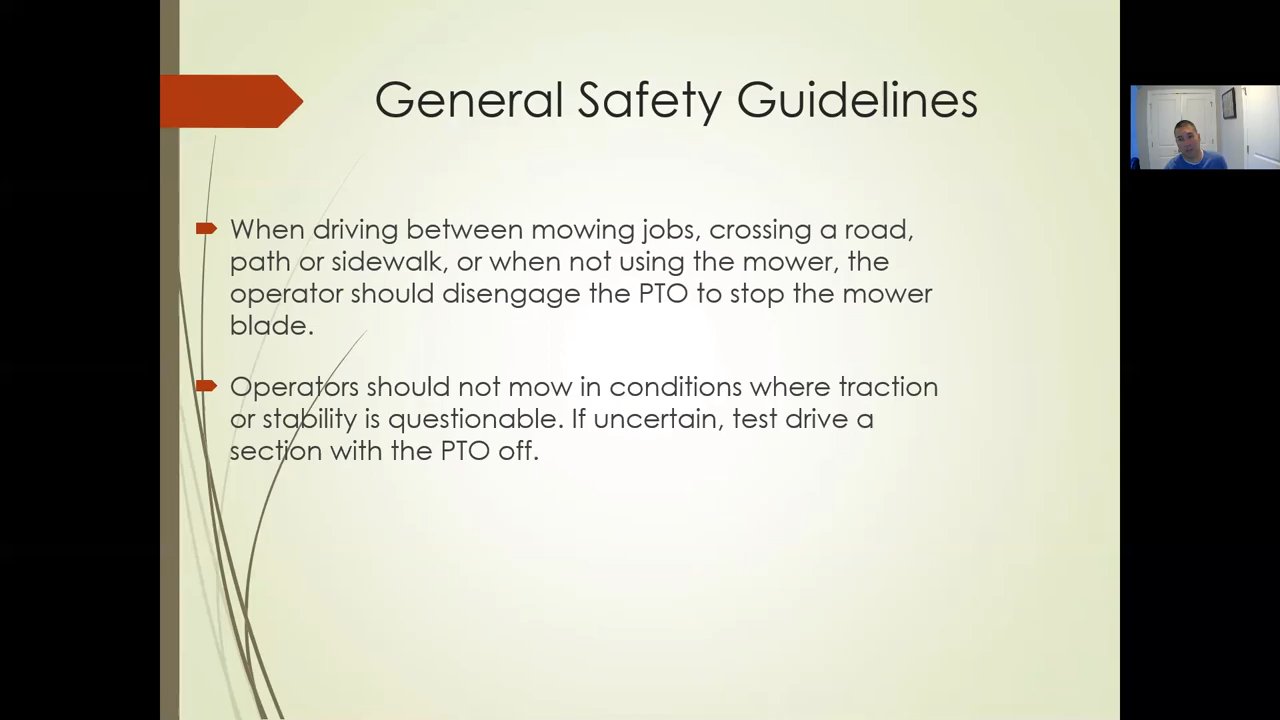 General Safety Guidelines
When driving between mowing jobs, crossing a road,
path or sidewalk, or when not using the mower, the
operator should disengage the PTO to stop the mower
blade.
Operators should not mow in conditions where traction
or stability is questionable. If uncertain, test drive a
section with the PTO off.